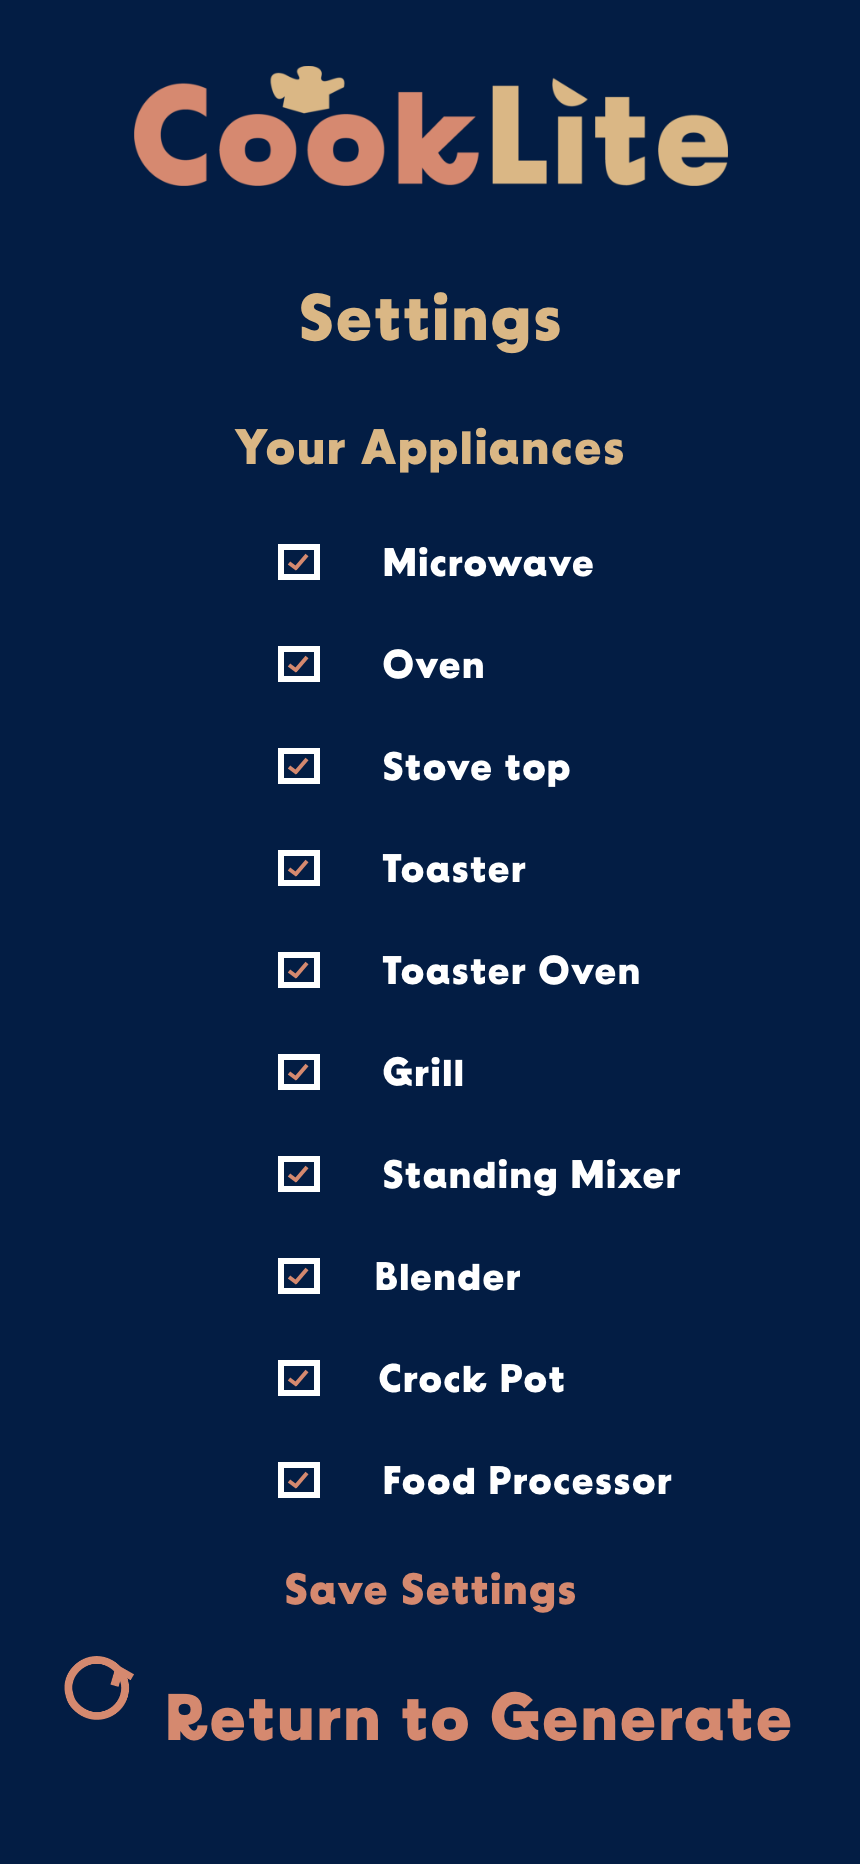 CookLite
Settings
Your Appliances
Microwave
Oven
Stove top
Toaster
Toaster Oven
Grill
Standing Mixer
Blender
Crock Pot
Food Processor
Save Settings
Return to Generate